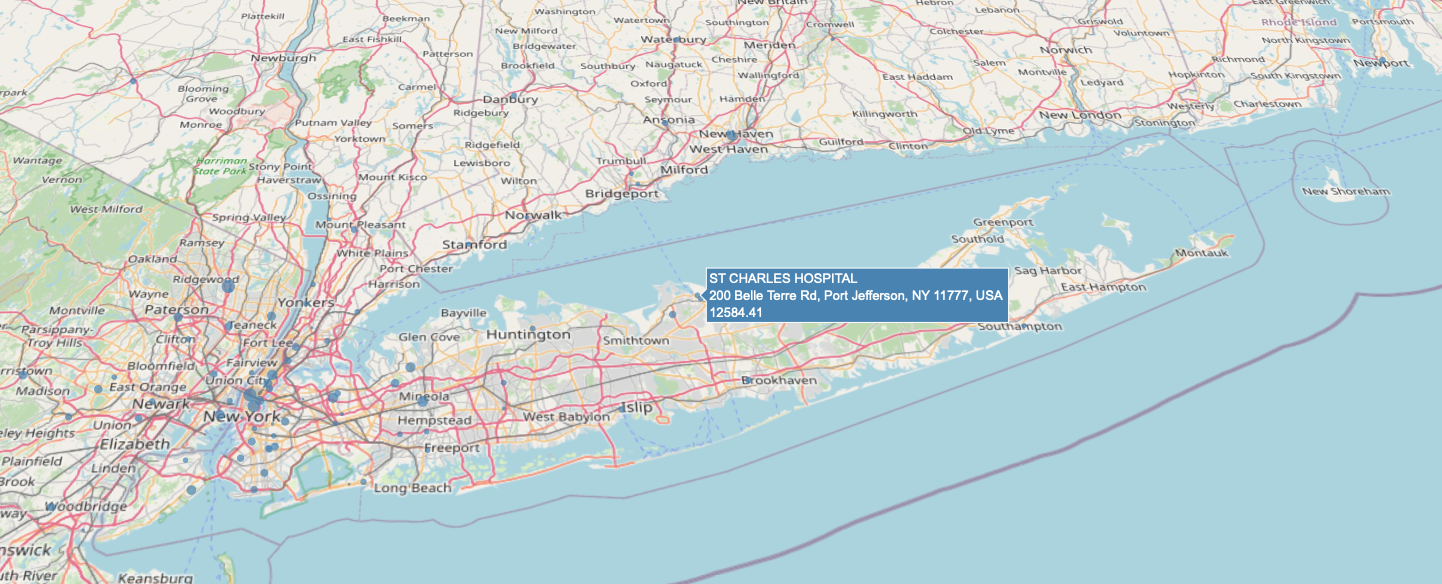 Plattekill
Beekman
Washington
Watertown
Southington
New Britain
Cromwell
Hebron
Lebanon
Griswold
East Greenwich
Rhode Island
Portsmouth
East Fishkill
New Milford
Bridgewater
Waterbury
Meriden
Colchester
Voluntown
North Kingstown
Newburgh
Patterson
Brookfield
Southbury
Naugatuck
Cheshire
Norwich
Richmond
Newport
Blooming
Grove
Carmel
Oxford
Wallingford
East Haddam
Salem
Montville
Ledyard
Hopkinton
South Kingstown
Woodbury
Monroe
Danbury
Ridgebury
Seymour
Hamden
Killingworth
Westerly
Charlestown
Putnam Valley
Somers
Yorktown
Ansonia
New Haven
West Haven
Guilford
Clinton
Old Lyme
New London
Stonington
Wantage
Vernon
Harriman
State Park
Stony Point
Haverstraw
Ridgefield
Lewisboro
Mount Kisco
Wilton
Trumbull
Milford
Bridgeport
New Shoreham
West Milford
Ossining
Spring Valley
Mount Pleasant
Norwalk
Stamford
Greenport
Southold
Montauk
Ramsey
Oakland
White Plains
Port Chester
Harrison
Sag Harbor
East Hampton
Ridgewood
Wayne
Paterson
Yonkers
ST CHARLES HOSPITAL
200 Belle Terre Rd, Port Jefferson, NY 11777, USA
12584.41
Montville
Parsippany-
Troy Hills
Clifton
Teaneck
Fort Lee
Bayville
Glen Cove
Huntington
Smithtown
Southampton
Bloomfield
Fairview
Union City
Morristown
Madison
East Orange
Newark
New York
Mineola
Hempstead
Brookhaven
West Babylon
Islip
Union
Elizabeth
Freeport
Plainfield
Linden
Long Beach
Woodbridge
Keansburg